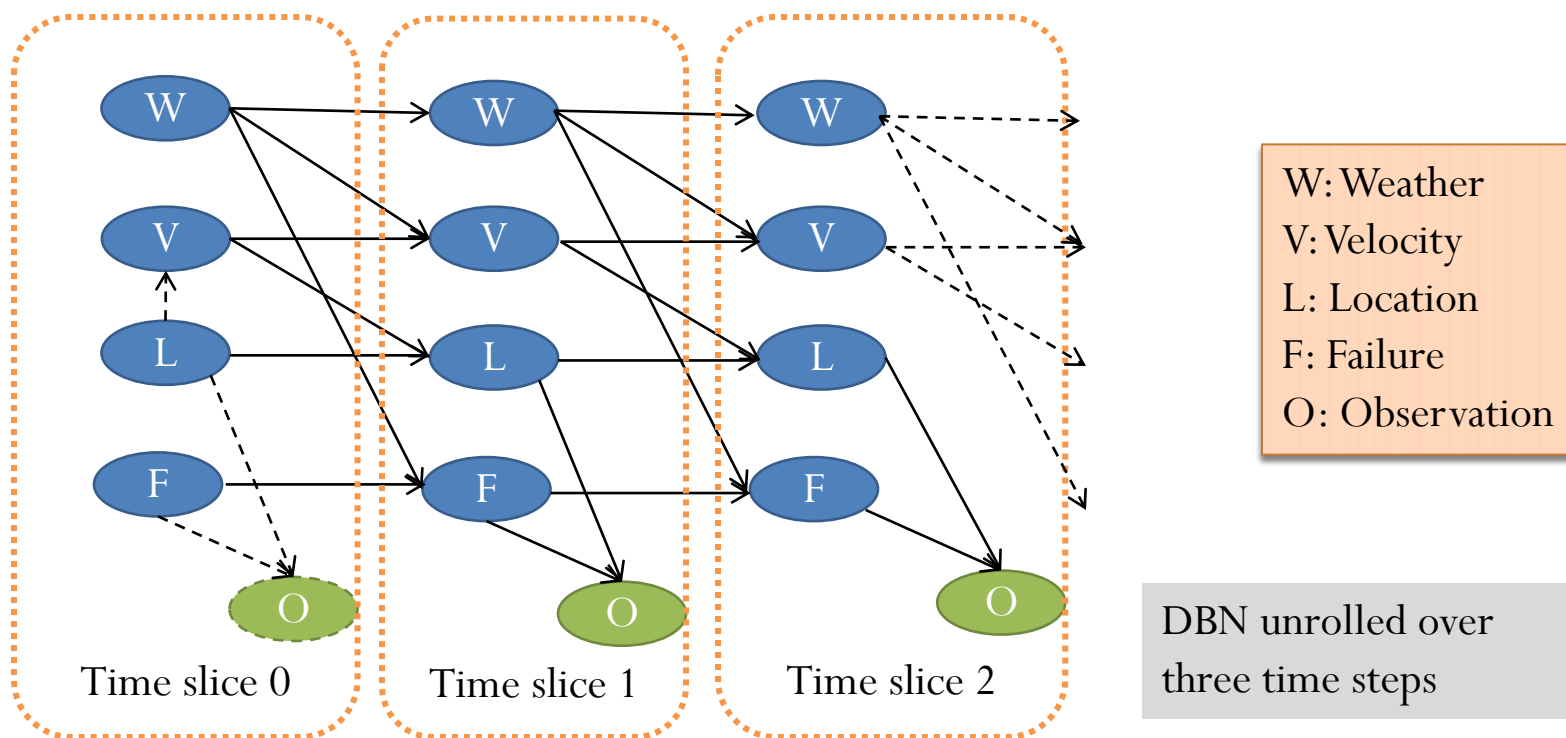 W
V
L
F
O
Time slice 0
W
V
L
F
O
Time slice 1
W
V
L
F
O
Time slice 2
W: Weather
V: Velocity
L: Location
F: Failure
O: Observation
DBN unrolled over
three time steps